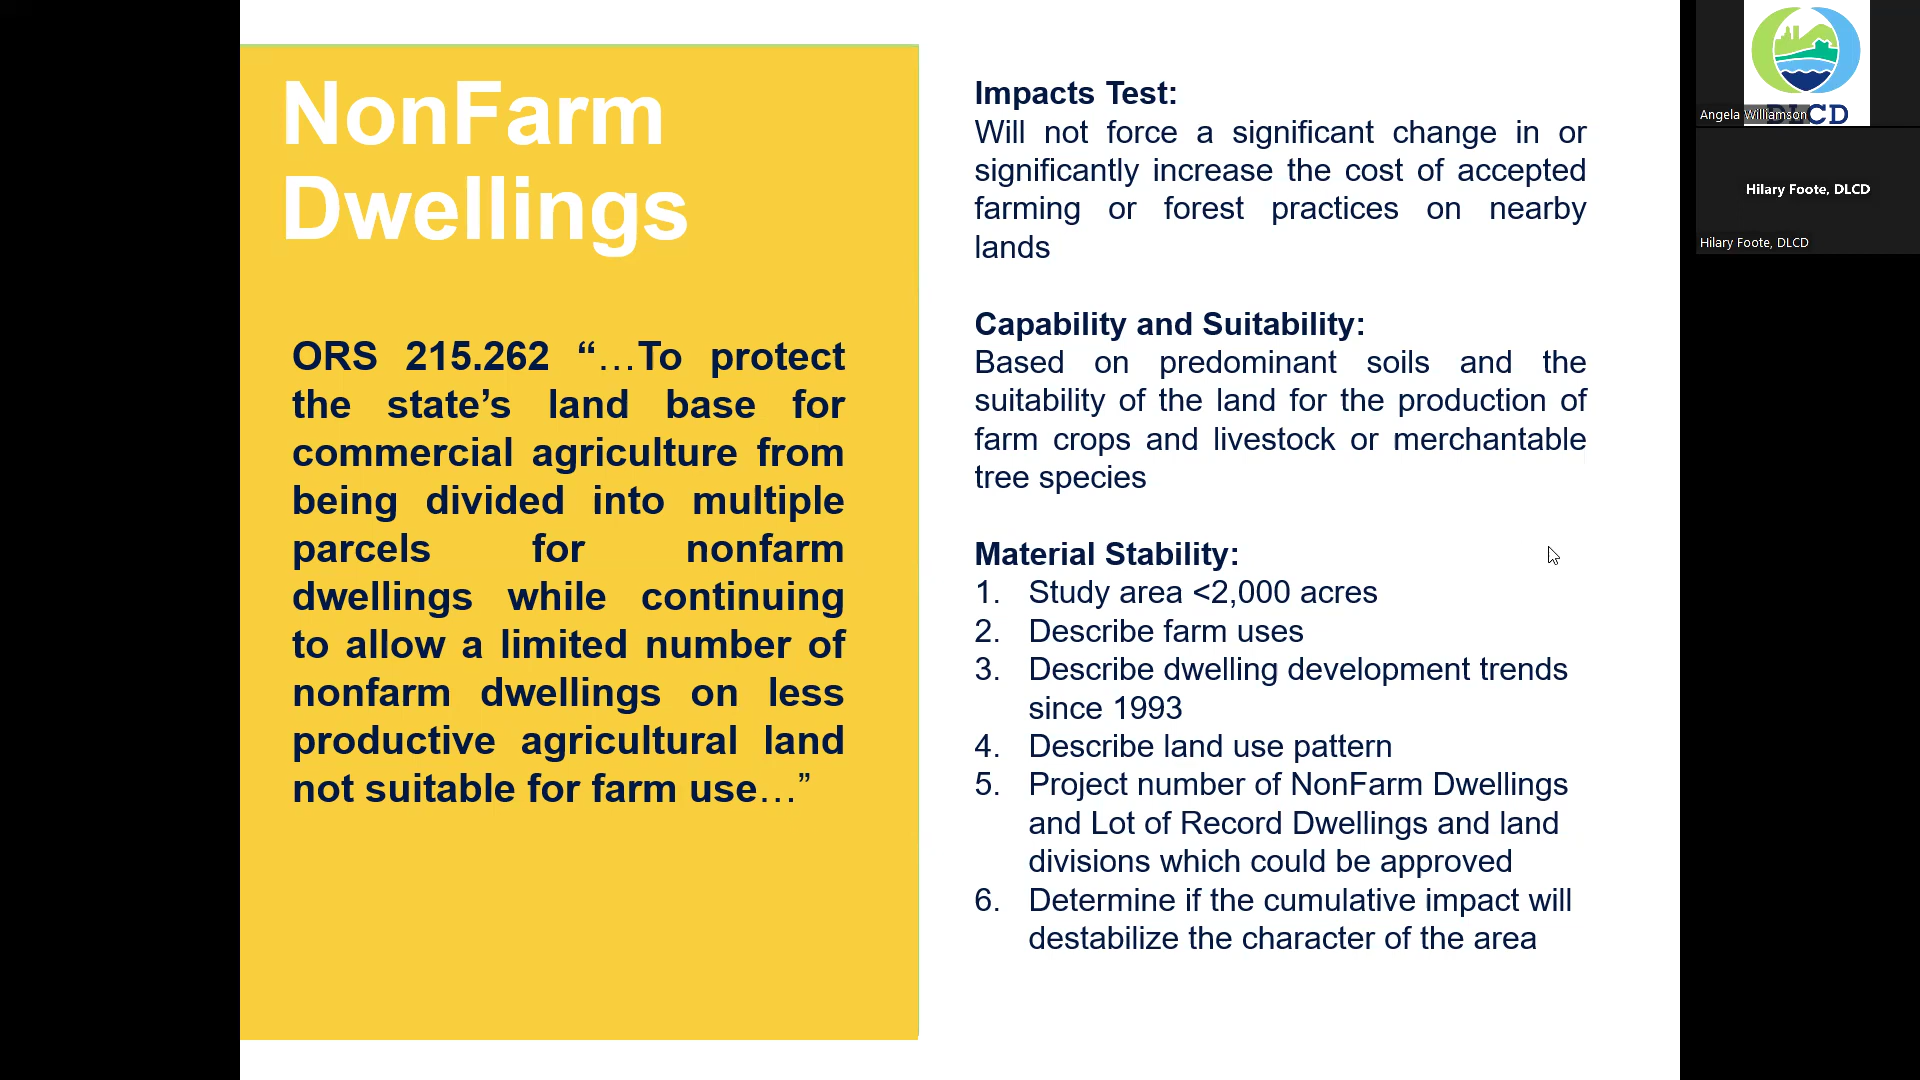 NonFarm
Dwellings
ORS 215.262 “…To protect
the state’s land base for
commercial agriculture from
being divided into multiple
parcels for nonfarm
dwellings while continuing
to allow a limited number of
nonfarm dwellings on less
productive agricultural land
not suitable for farm use…”
Impacts Test:
Will not force a significant change in or
significantly increase the cost of accepted
farming or forest practices on nearby
lands
Capability and Suitability:
Based on predominant soils and the
suitability of the land for the production of
farm crops and livestock or merchantable
tree species
Material Stability:
1. Study area <2,000 acres
2. Describe farm uses
3. Describe dwelling development trends
since 1993
4. Describe land use pattern
5. Project number of NonFarm Dwellings
and Lot of Record Dwellings and land
divisions which could be approved
6. Determine if the cumulative impact will
destabilize the character of the area
DLCD
Angela Williamson
Hilary Foote, DLCD
Hilary Foote, DLCD